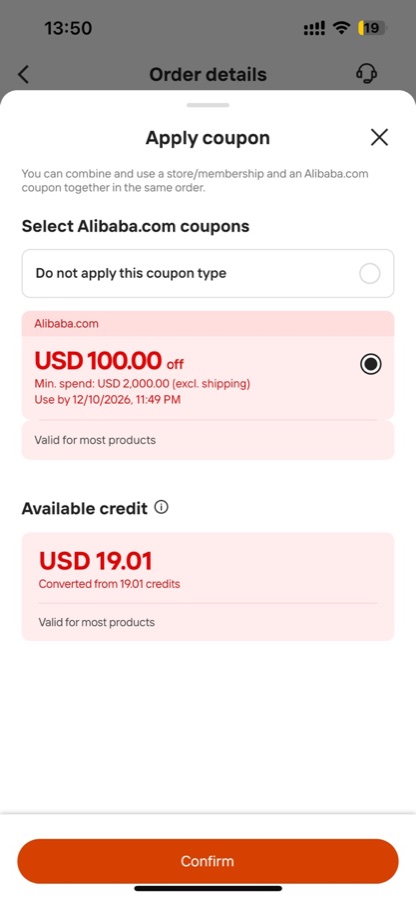 13:50
19
Order details
Apply coupon
You can combine and use a store/membership and an Alibaba.com
coupon together in the same order.
Select Alibaba.com coupons
Do not apply this coupon type
Alibaba.com
USD 100.00 off
Min. spend: USD 2,000.00 (excl. shipping)
Use by 12/10/2026, 11:49 PM
Valid for most products
Available credit
USD 19.01
Converted from 19.01 credits
Valid for most products
Confirm